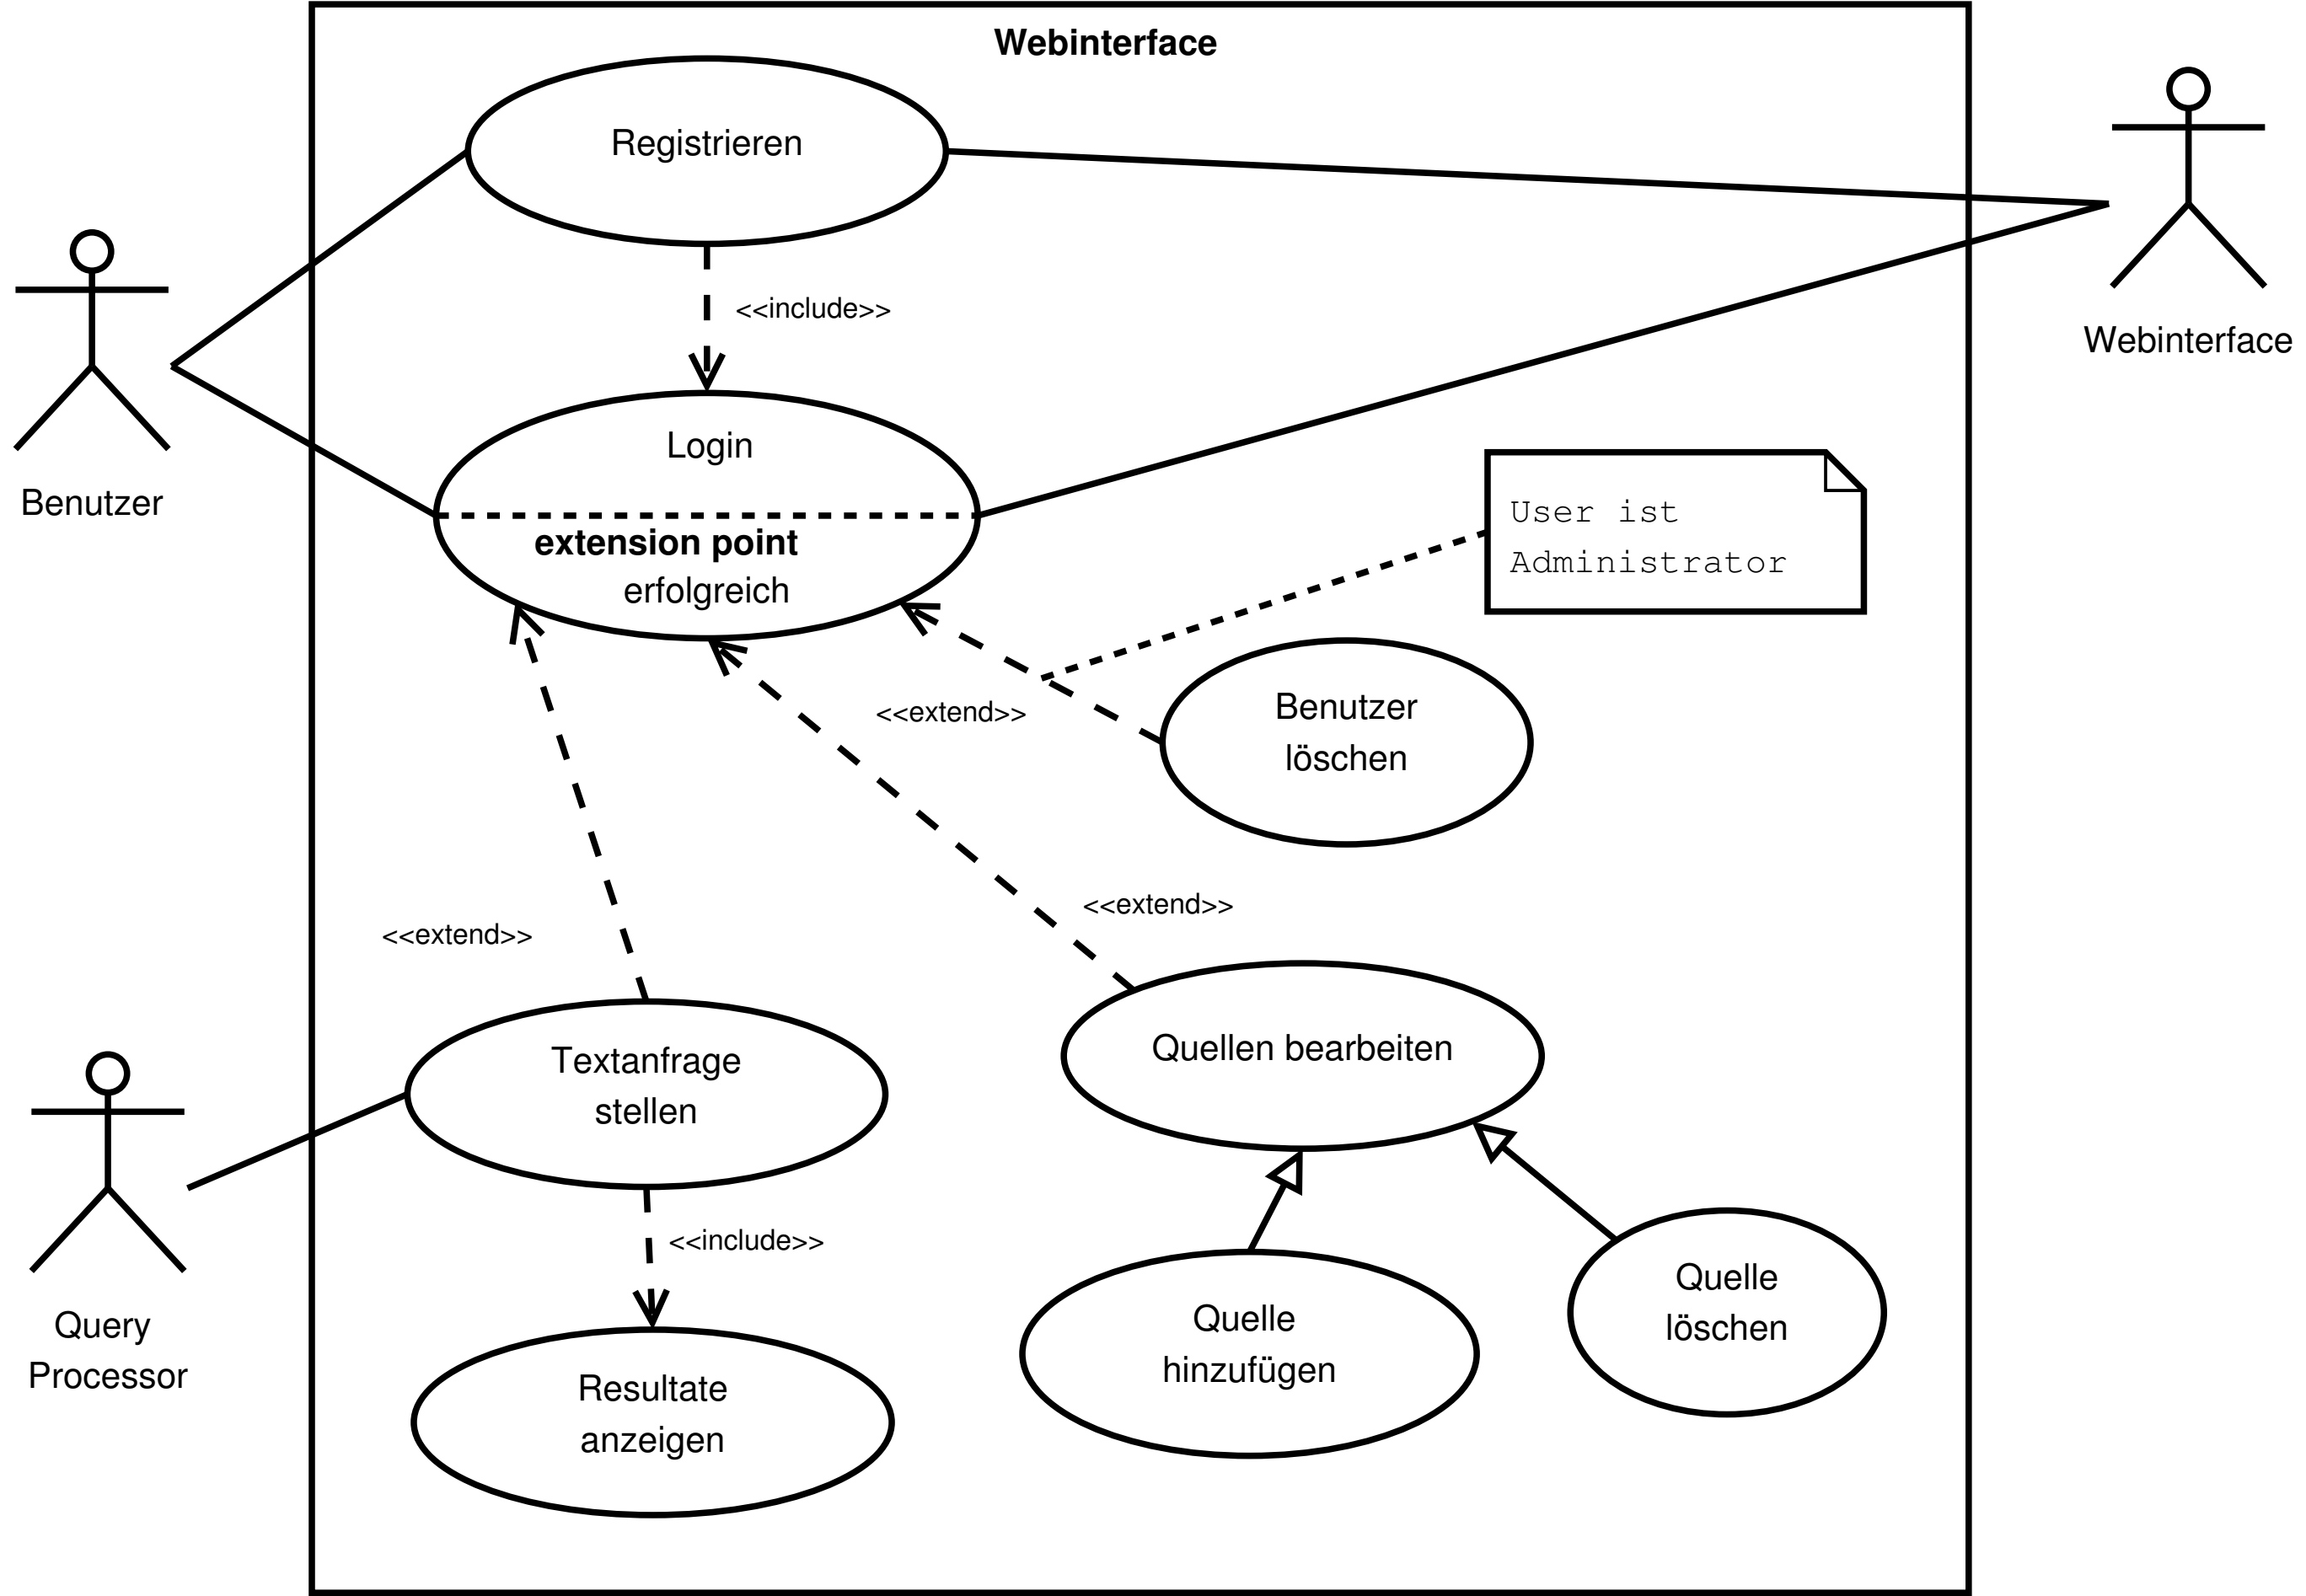 Webinterface
Registrieren
<<include>>
Webinterface
Benutzer
Login
extension point
erfolgreich
User ist
Administrator
<<extend>>
Benutzer
löschen
<<extend>>
<<extend>>
Textanfrage
stellen
Quellen bearbeiten
<<include>>
Query
Processor
Quelle
hinzufügen
Quelle
löschen
Resultate
anzeigen